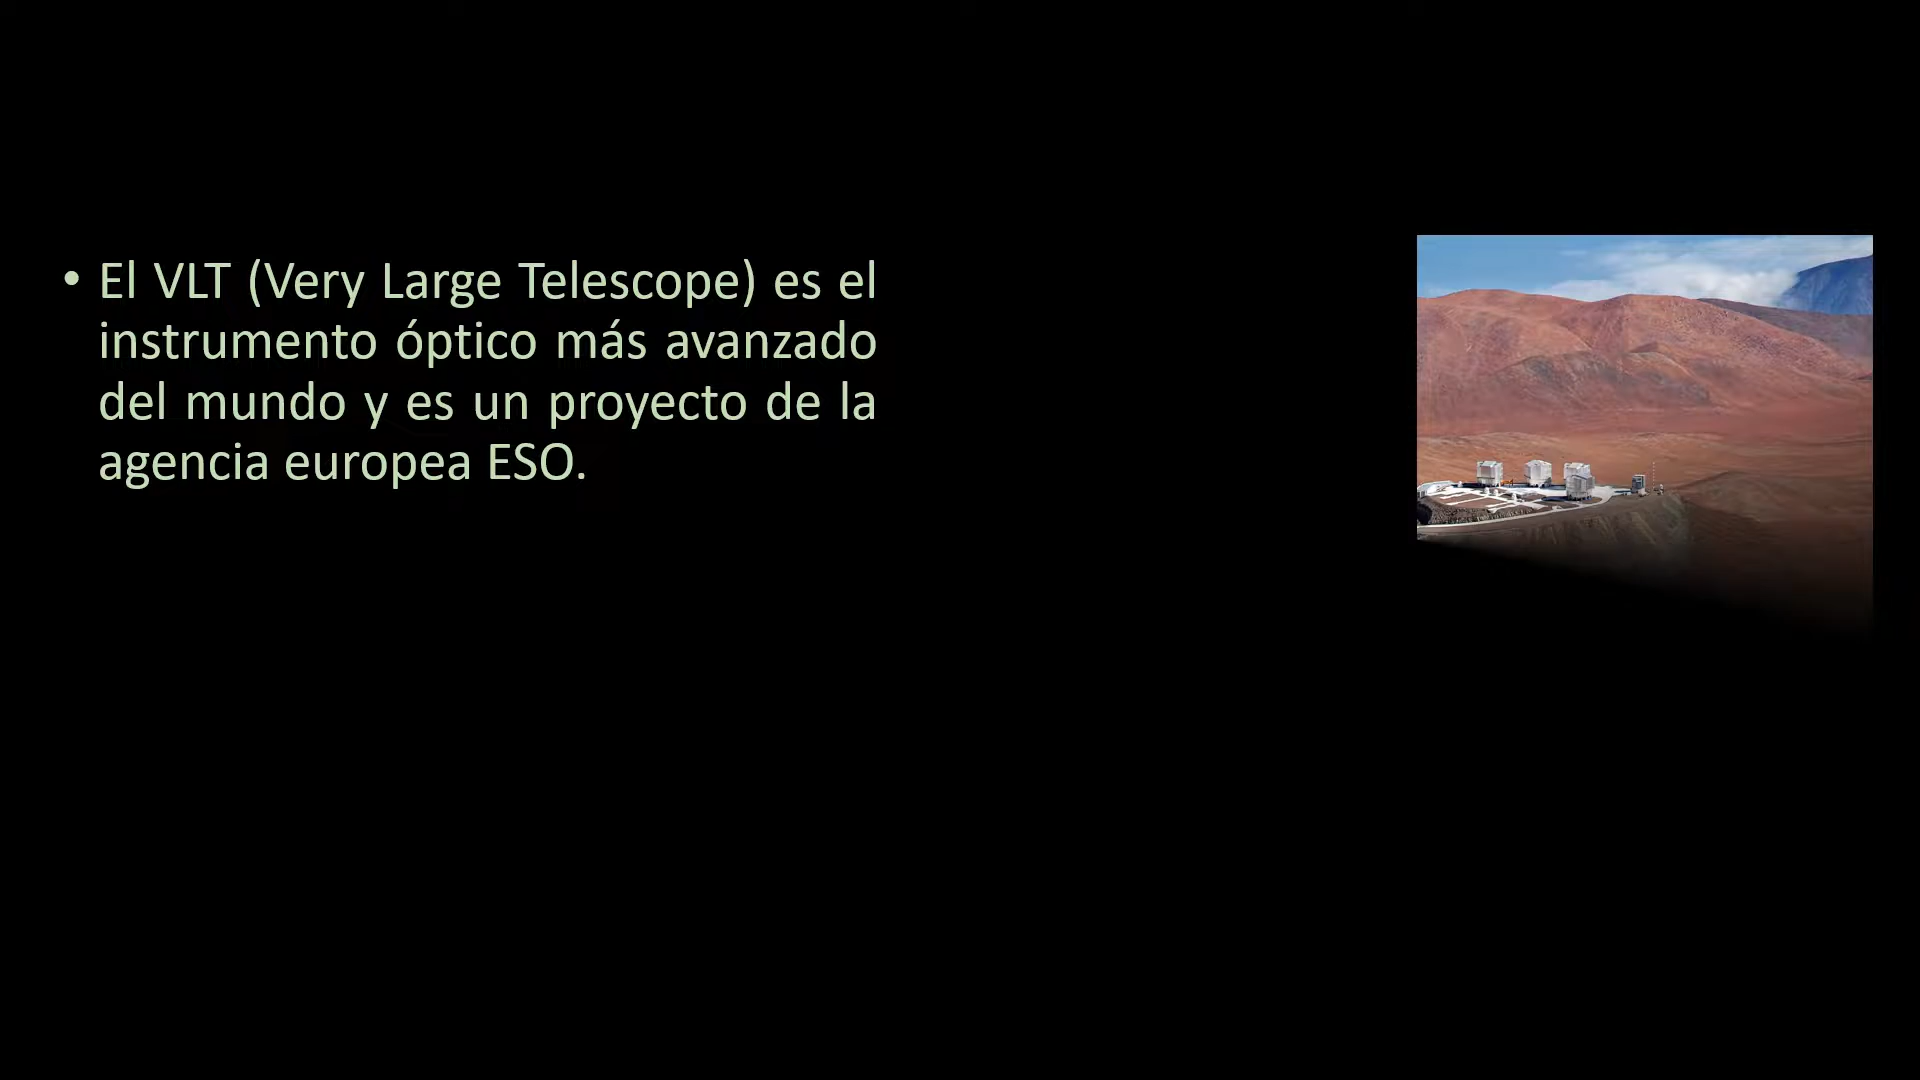 • El VLT (Very Large Telescope) es el
instrumento óptico más avanzado
del mundo y es un proyecto de la
agencia europea ESO.